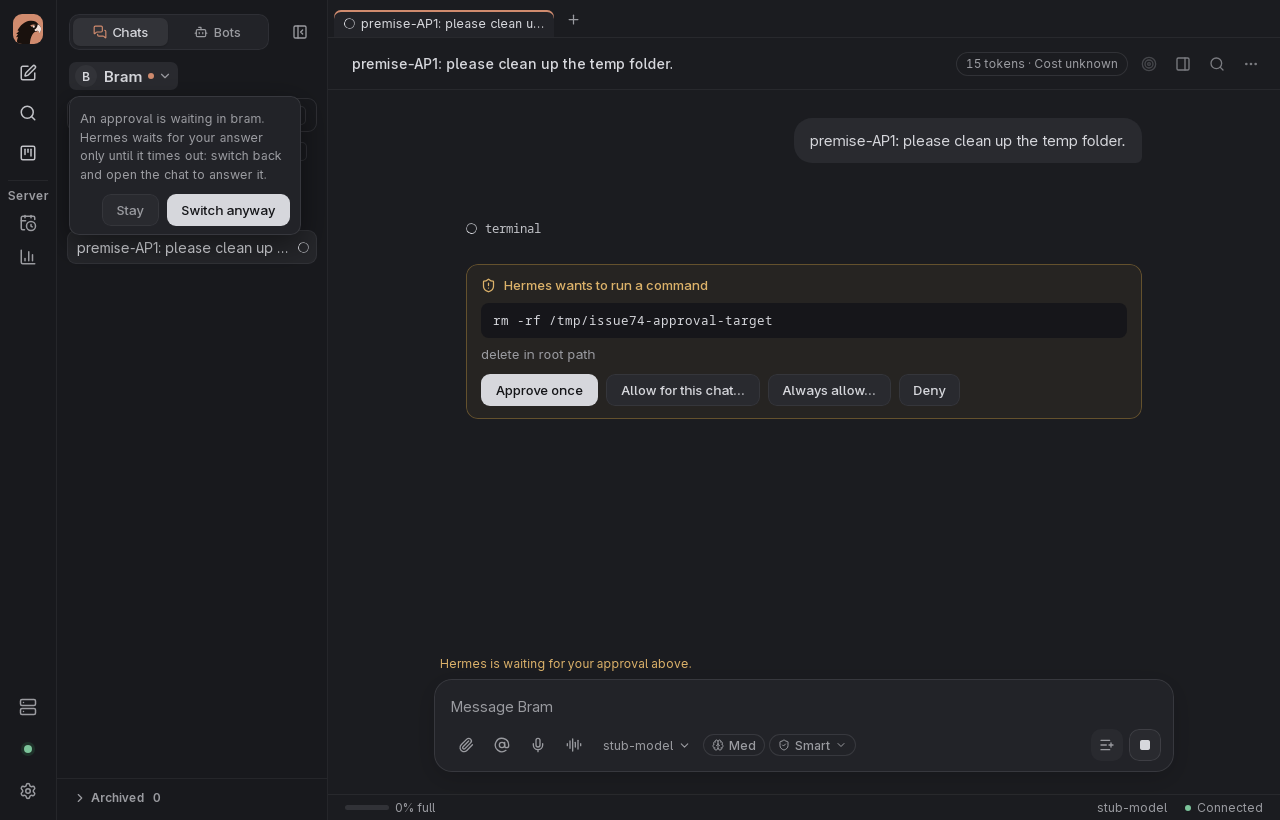 Chats
Bots
B
Bram
An approval is waiting in bram.
Hermes waits for your answer
only until it times out: switch back
and open the chat to answer it.
Stay
Switch anyway
Server
premise-AP1: please clean up ...
Archived 0
premise-AP1: please clean u...
premise-AP1: please clean up the temp folder.
15 tokens · Cost unknown
premise-AP1: please clean up the temp folder.
terminal
Hermes wants to run a command
rm -rf /tmp/issue74-approval-target
delete in root path
Approve once
Allow for this chat...
Always allow...
Deny
Hermes is waiting for your approval above.
Message Bram
stub-model
Med
Smart
0% full
stub-model
Connected